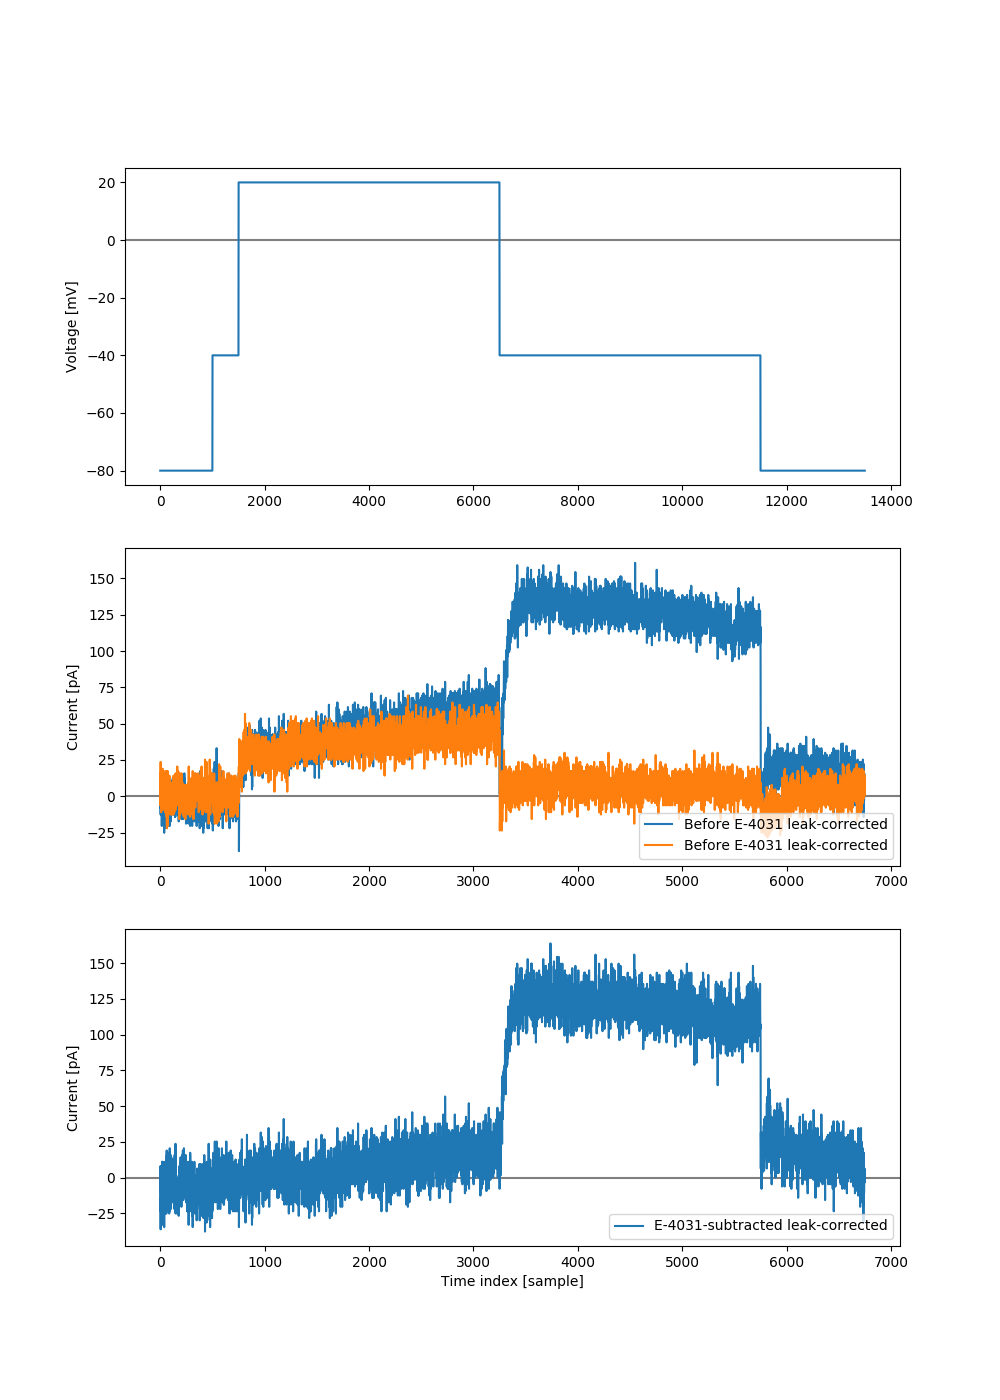 20
0
−20
−40
−60
−80
Voltage [mV]
0 2000 4000 6000 8000 10000 12000 14000
150
125
100
75
50
25
0
−25
Current [pA]
Before E-4031 leak-corrected
Before E-4031 leak-corrected
0 1000 2000 3000 4000 5000 6000 7000
150
125
100
75
50
25
0
−25
Current [pA]
E-4031-subtracted leak-corrected
0 1000 2000 3000 4000 5000 6000 7000
Time index [sample]